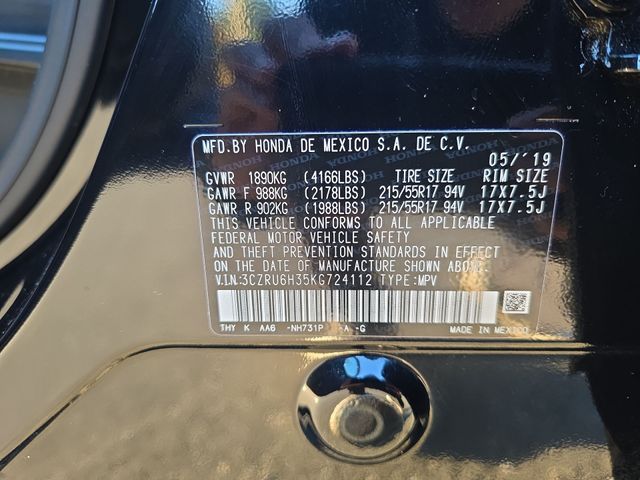 MFD.BY HONDA DE MEXICO S.A. DE C.V.
05/'19
GVWR 1890KG (4166LBS) TIRE SIZE RIM SIZE
GAWR F 988KG (2178LBS) 215/55R17 94V 17X7.5J
GAWR R 902KG (1988LBS) 215/55R17 94V 17X7.5J
THIS VEHICLE CONFORMS TO ALL APPLICABLE
FEDERAL MOTOR VEHICLE SAFETY
AND THEFT PREVENTION STANDARDS IN EFFECT
ON THE DATE OF MANUFACTURE SHOWN ABOVE.
V.I.N:3CZRU6H35KG724112 TYPE:MPV
THY K AA6 -NH731P -A -G MADE IN MEXICO